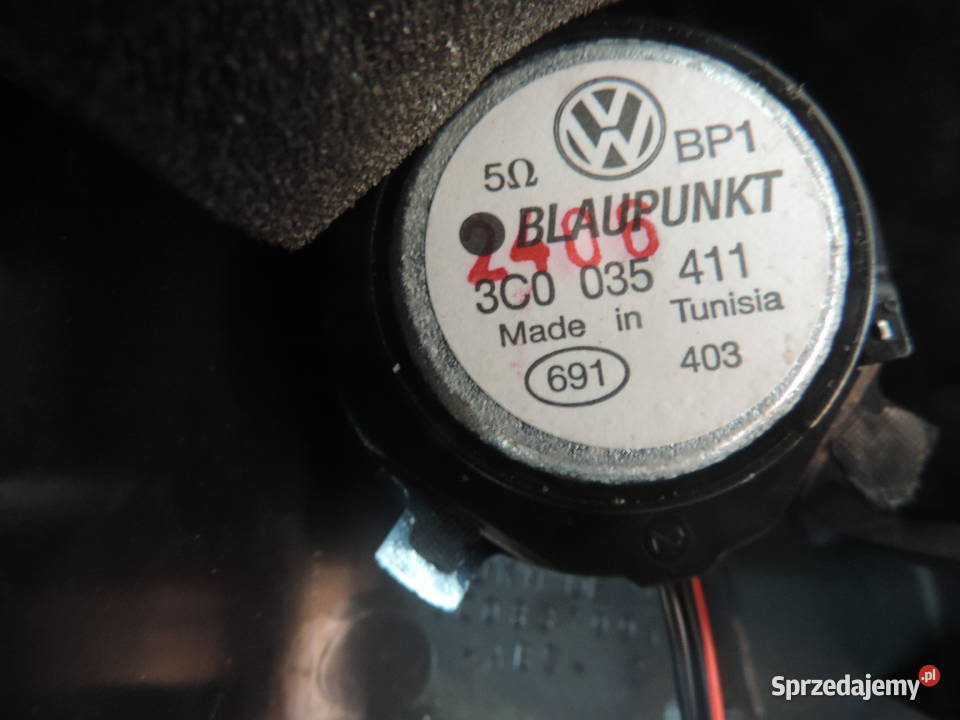 VW
5Ω BP1
BLAUPUNKT
2406
3C0 035 411
Made in Tunisia
691 403
Sprzedajemy.pl